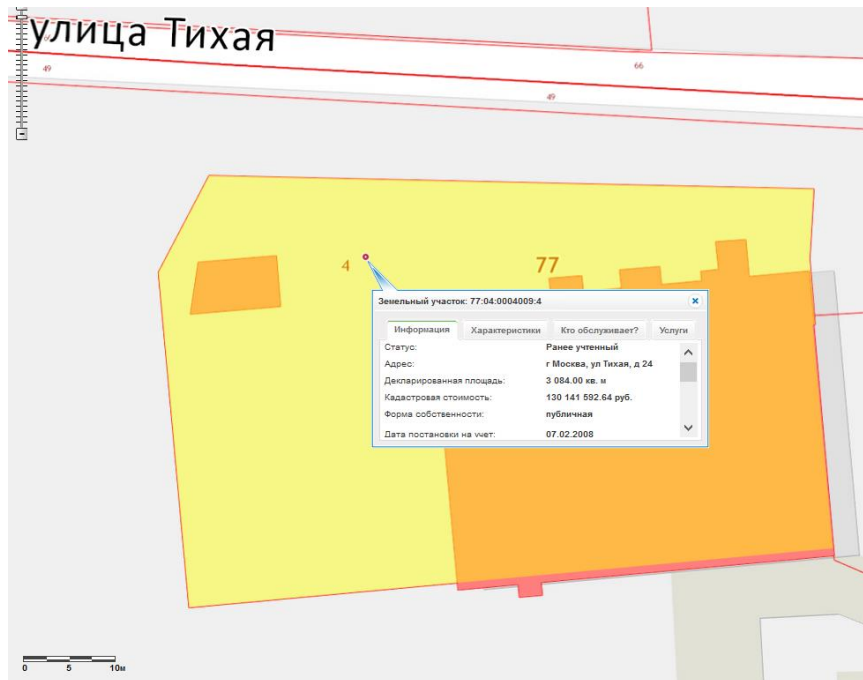 улица Тихая
49
66
49
4
77
Земельный участок: 77:04:0004009:4
Информация Характеристики Кто обслуживает? Услуги
Статус: Ранее учтенный
Адрес: г Москва, ул Тихая, д 24
Декларированная площадь: 3 084.00 кв. м
Кадастровая стоимость: 130 141 592.64 руб.
Форма собственности: публичная
Дата постановки на учет: 07.02.2008
0 5 10м